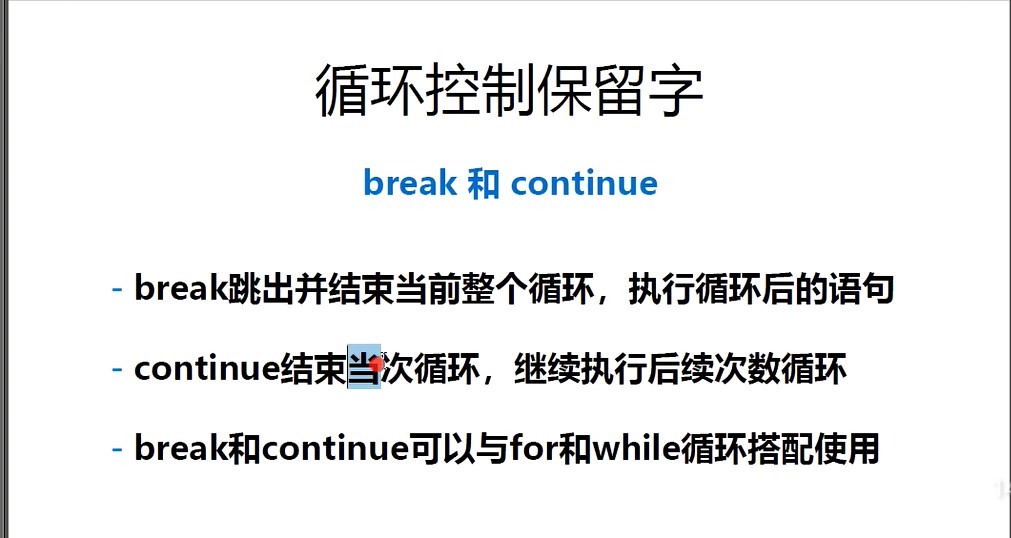 循环控制保留字
break 和 continue
- break跳出并结束当前整个循环，执行循环后的语句
- continue结束当次循环，继续执行后续次数循环
- break和continue可以与for和while循环搭配使用